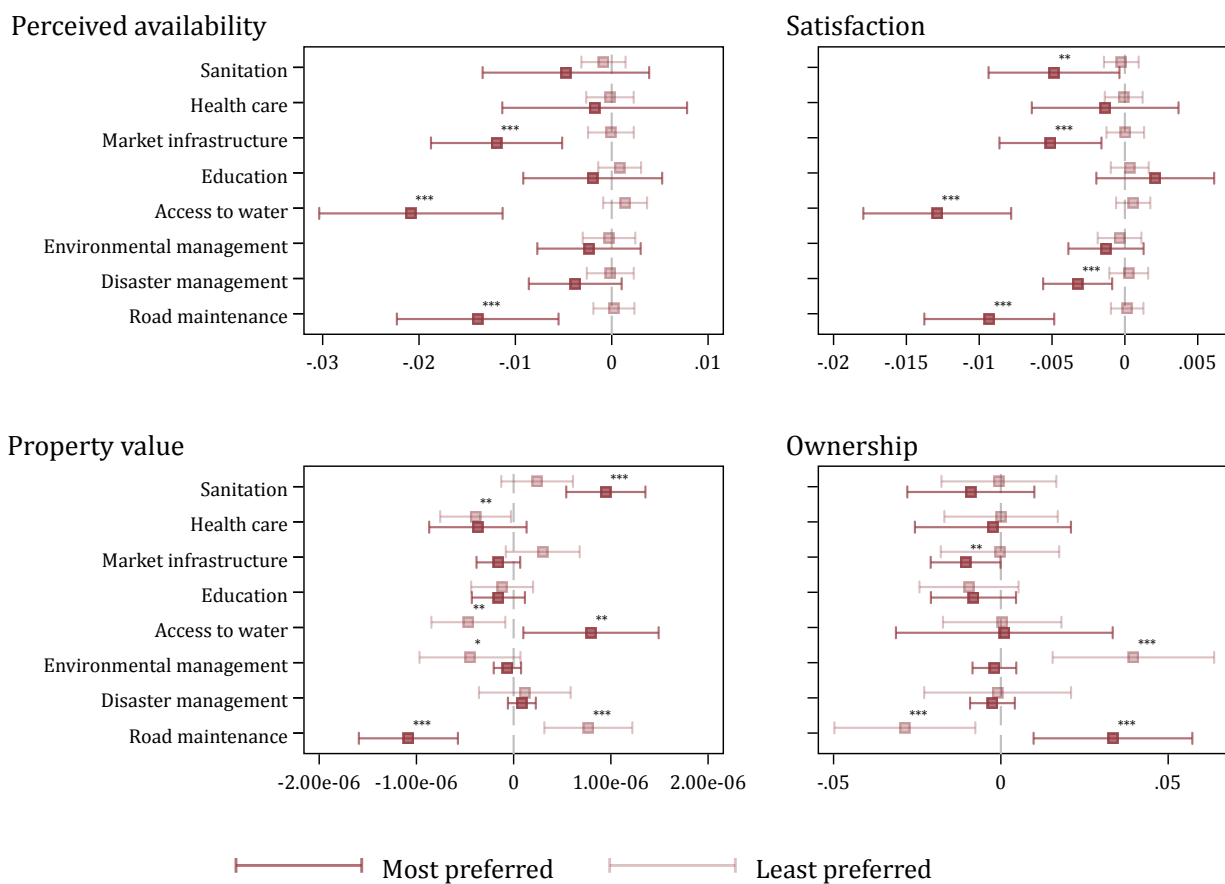 Perceived availability
Satisfaction
Sanitation
**
Health care
Market infrastructure
***
***
Education
Access to water
***
***
Environmental management
Disaster management
***
Road maintenance
***
***
-.03 -.02 -.01 0 .01
-.02 -.015 -.01 -.005 0 .005
Property value
Ownership
Sanitation
***
Health care
**
Market infrastructure
**
Education
Access to water
**
**
Environmental management
*
***
Disaster management
Road maintenance
***
***
***
***
-2.00e-06 -1.00e-06 0 1.00e-06 2.00e-06
-.05 0 .05
Most preferred
Least preferred